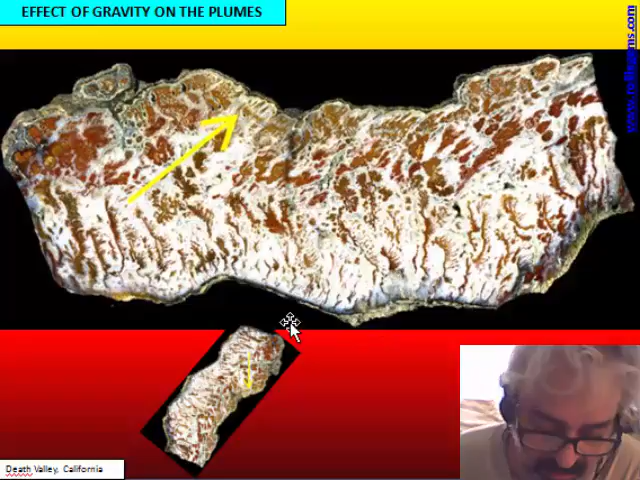 EFFECT OF GRAVITY ON THE PLUMES
Death Valley, California